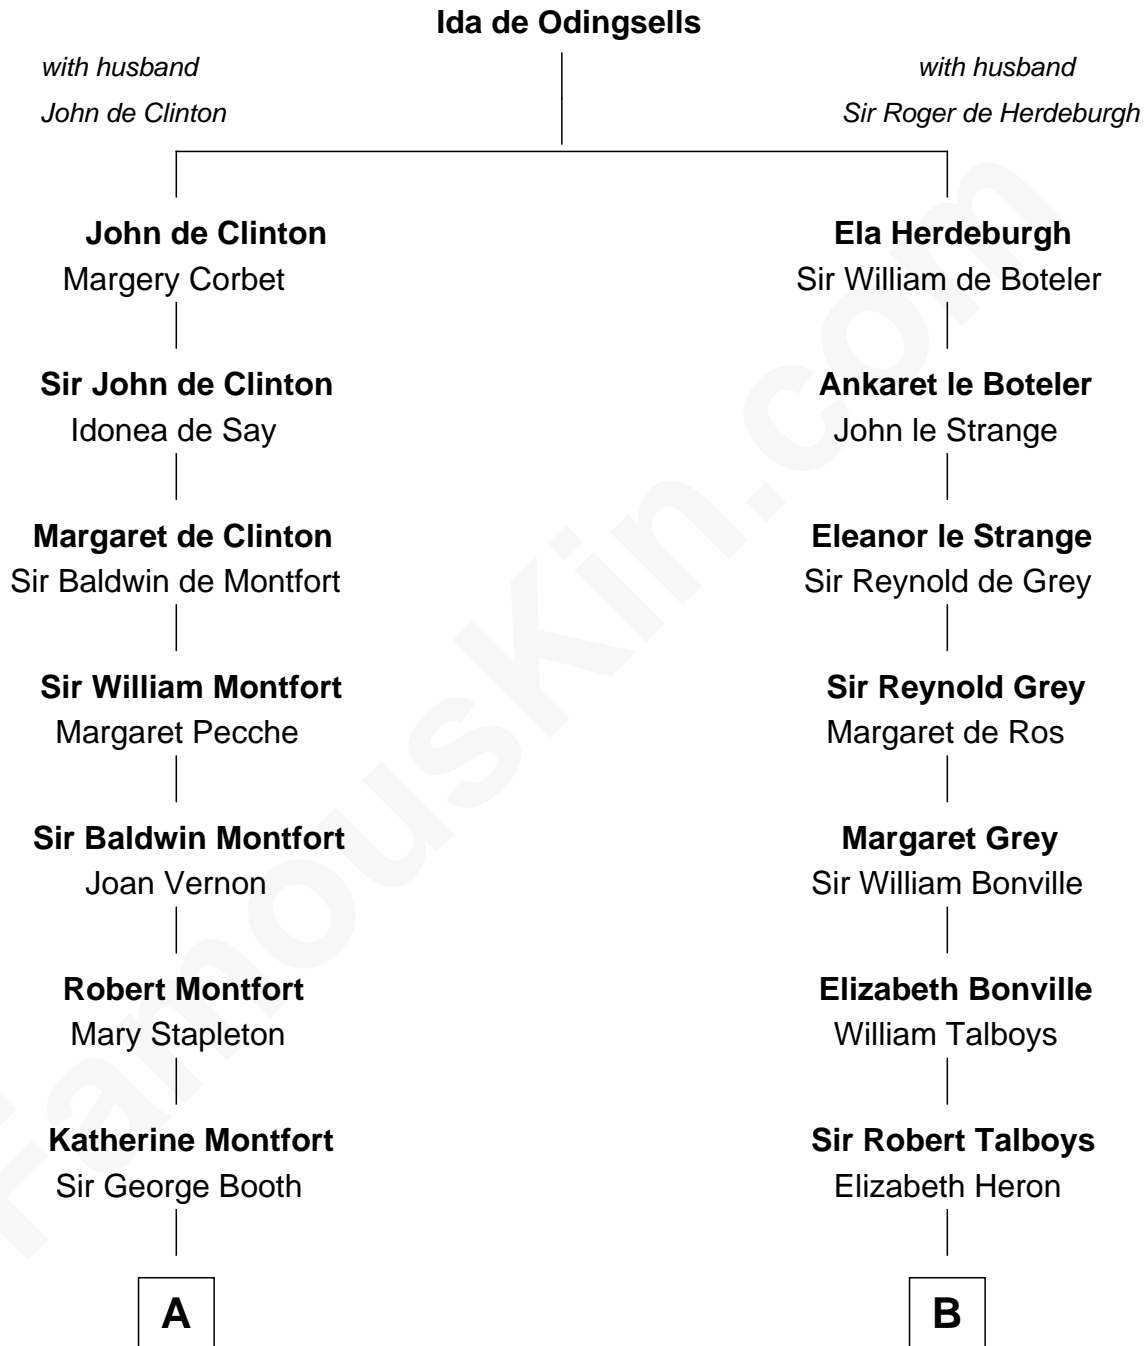 Ida de Odingsells
with husband
John de Clinton
with husband
Sir Roger de Herdeburgh
John de Clinton
Margery Corbet
Ela Herdeburgh
Sir William de Boteler
Sir John de Clinton
Idonea de Say
Ankaret le Boteler
John le Strange
Margaret de Clinton
Sir Baldwin de Montfort
Eleanor le Strange
Sir Reynold de Grey
Sir William Montfort
Margaret Pecche
Sir Reynold Grey
Margaret de Ros
Sir Baldwin Montfort
Joan Vernon
Margaret Grey
Sir William Bonville
Robert Montfort
Mary Stapleton
Elizabeth Bonville
William Talboys
Katherine Montfort
Sir George Booth
Sir Robert Talboys
Elizabeth Heron
A
B
FamousKin.com